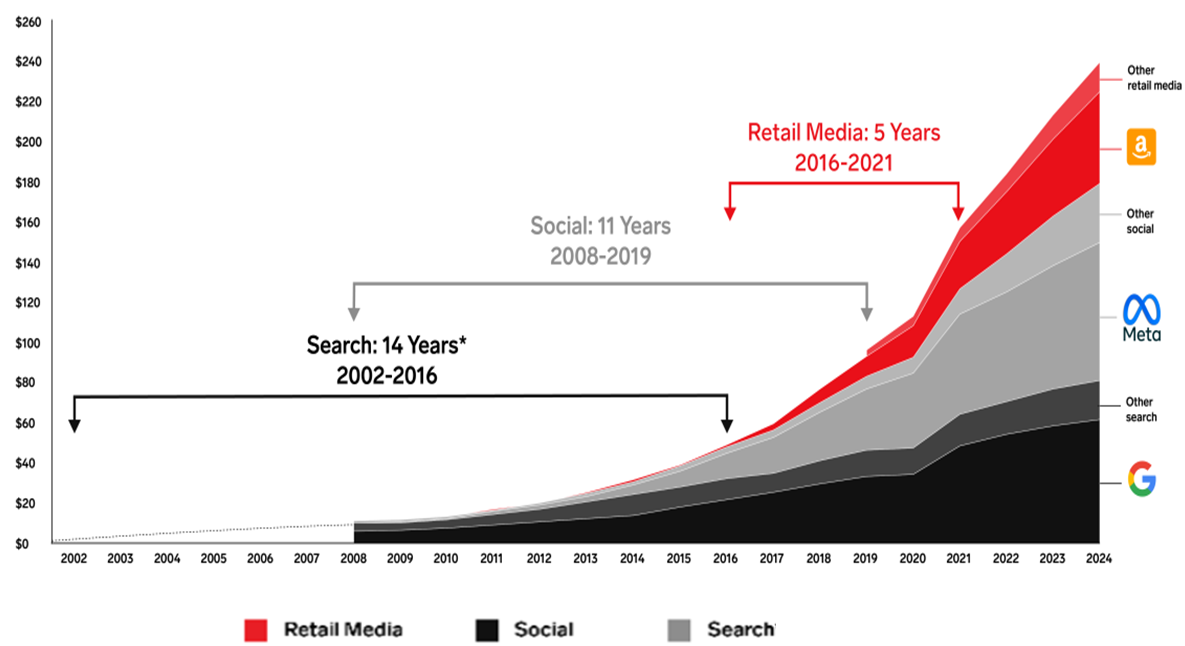 $260
$240
$220
$200
$180
$160
$140
$120
$100
$80
$60
$40
$20
$0
Retail Media: 5 Years
2016-2021
Social: 11 Years
2008-2019
Search: 14 Years*
2002-2016
Other
retail media
a
Other
social
Meta
Other
search
G
2002 2003 2004 2005 2006 2007 2008 2009 2010 2011 2012 2013 2014 2015 2016 2017 2018 2019 2020 2021 2022 2023 2024
Retail Media Social Search